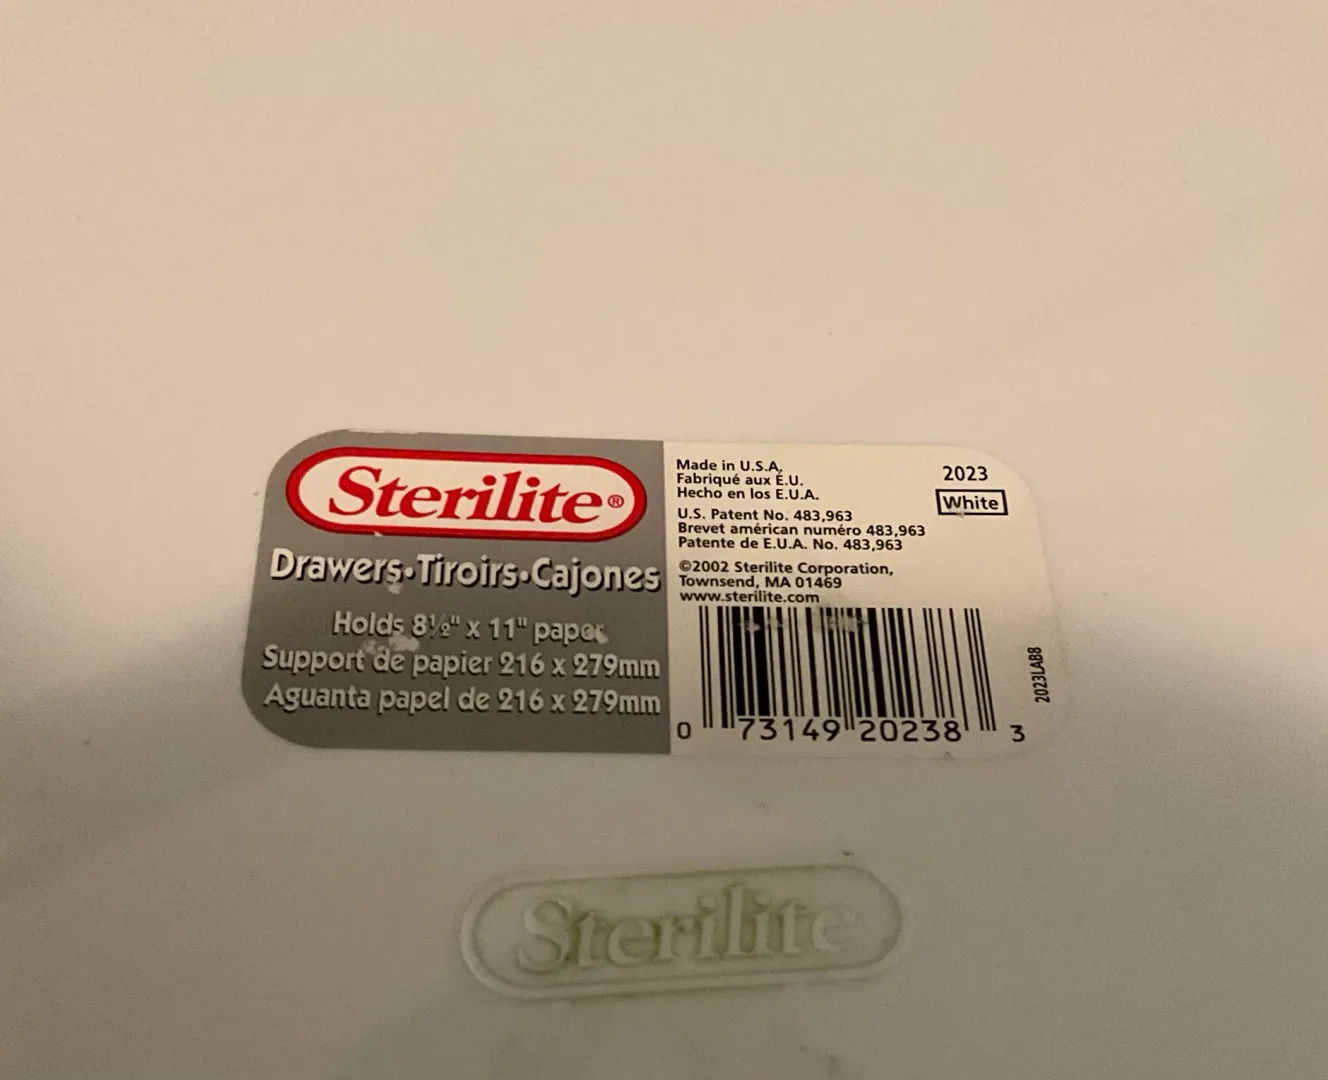 Sterilite®
Drawers•Tiroirs•Cajones
Holds 8½" x 11" paper
Support de papier 216 x 279mm
Aguanta papel de 216 x 279mm
Made in U.S.A,
Fabriqué aux É.U.
Hecho en los E.U.A.
U.S. Patent No. 483,963
Brevet américan numéro 483,963
Patente de E.U.A. No. 483,963
©2002 Sterilite Corporation,
Townsend, MA 01469
www.sterilite.com
2023
White
0 73149 20238 3
2023LAB8
Sterilite